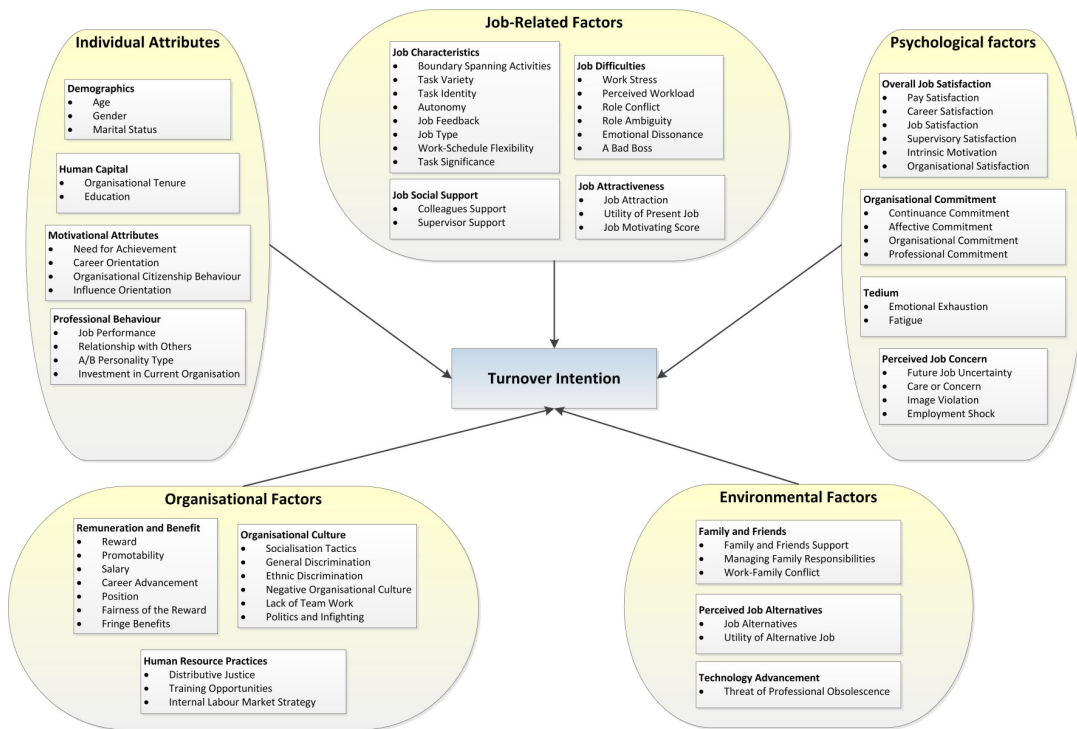 Individual Attributes
Demographics
• Age
• Gender
• Marital Status
Human Capital
• Organisational Tenure
• Education
Motivational Attributes
• Need for Achievement
• Career Orientation
• Organisational Citizenship Behaviour
• Influence Orientation
Professional Behaviour
• Job Performance
• Relationship with Others
• A/B Personality Type
• Investment in Current Organisation
Job-Related Factors
Job Characteristics
• Boundary Spanning Activities
• Task Variety
• Task Identity
• Autonomy
• Job Feedback
• Job Type
• Work-Schedule Flexibility
• Task Significance
Job Difficulties
• Work Stress
• Perceived Workload
• Role Conflict
• Role Ambiguity
• Emotional Dissonance
• A Bad Boss
Job Social Support
• Colleagues Support
• Supervisor Support
Job Attractiveness
• Job Attraction
• Utility of Present Job
• Job Motivating Score
Psychological factors
Overall Job Satisfaction
• Pay Satisfaction
• Career Satisfaction
• Job Satisfaction
• Supervisory Satisfaction
• Intrinsic Motivation
• Organisational Satisfaction
Organisational Commitment
• Continuance Commitment
• Affective Commitment
• Organisational Commitment
• Professional Commitment
Tedium
• Emotional Exhaustion
• Fatigue
Perceived Job Concern
• Future Job Uncertainty
• Care or Concern
• Image Violation
• Employment Shock
Turnover Intention
Organisational Factors
Remuneration and Benefit
• Reward
• Promotability
• Salary
• Career Advancement
• Position
• Fairness of the Reward
• Fringe Benefits
Organisational Culture
• Socialisation Tactics
• General Discrimination
• Ethnic Discrimination
• Negative Organisational Culture
• Lack of Team Work
• Politics and Infighting
Human Resource Practices
• Distributive Justice
• Training Opportunities
• Internal Labour Market Strategy
Environmental Factors
Family and Friends
• Family and Friends Support
• Managing Family Responsibilities
• Work-Family Conflict
Perceived Job Alternatives
• Job Alternatives
• Utility of Alternative Job
Technology Advancement
• Threat of Professional Obsolescence